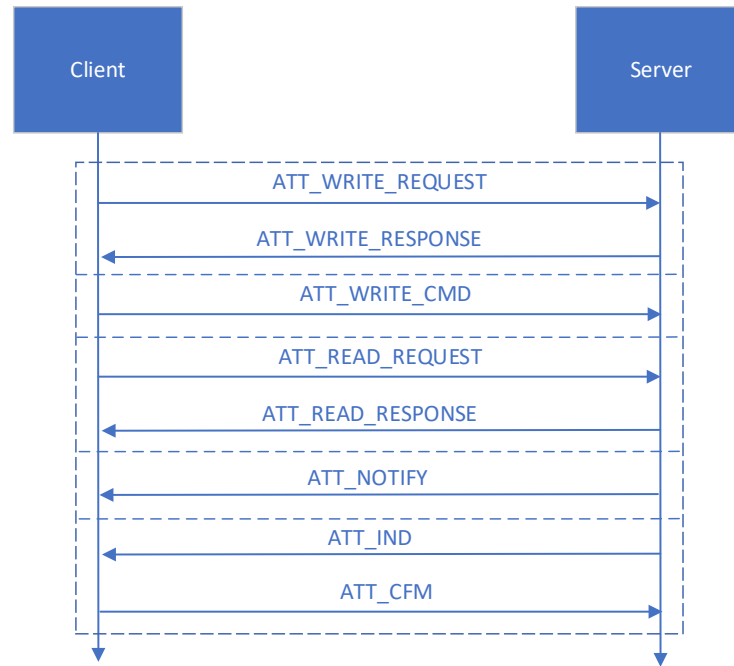 Client
Server
ATT_WRITE_REQUEST
ATT_WRITE_RESPONSE
ATT_WRITE_CMD
ATT_READ_REQUEST
ATT_READ_RESPONSE
ATT_NOTIFY
ATT_IND
ATT_CFM